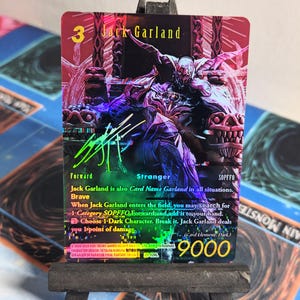 3 Jack Garland
Forward Stranger SOPFFO
Jack Garland is also Card Name Garland in all situations.
Brave
When Jack Garland enters the field, you may search for
1 Category SOPFFO Forward and add it to your hand.
Choose 1 Dark Character. Break it. Jack Garland deals
you 1 point of damage.
9000